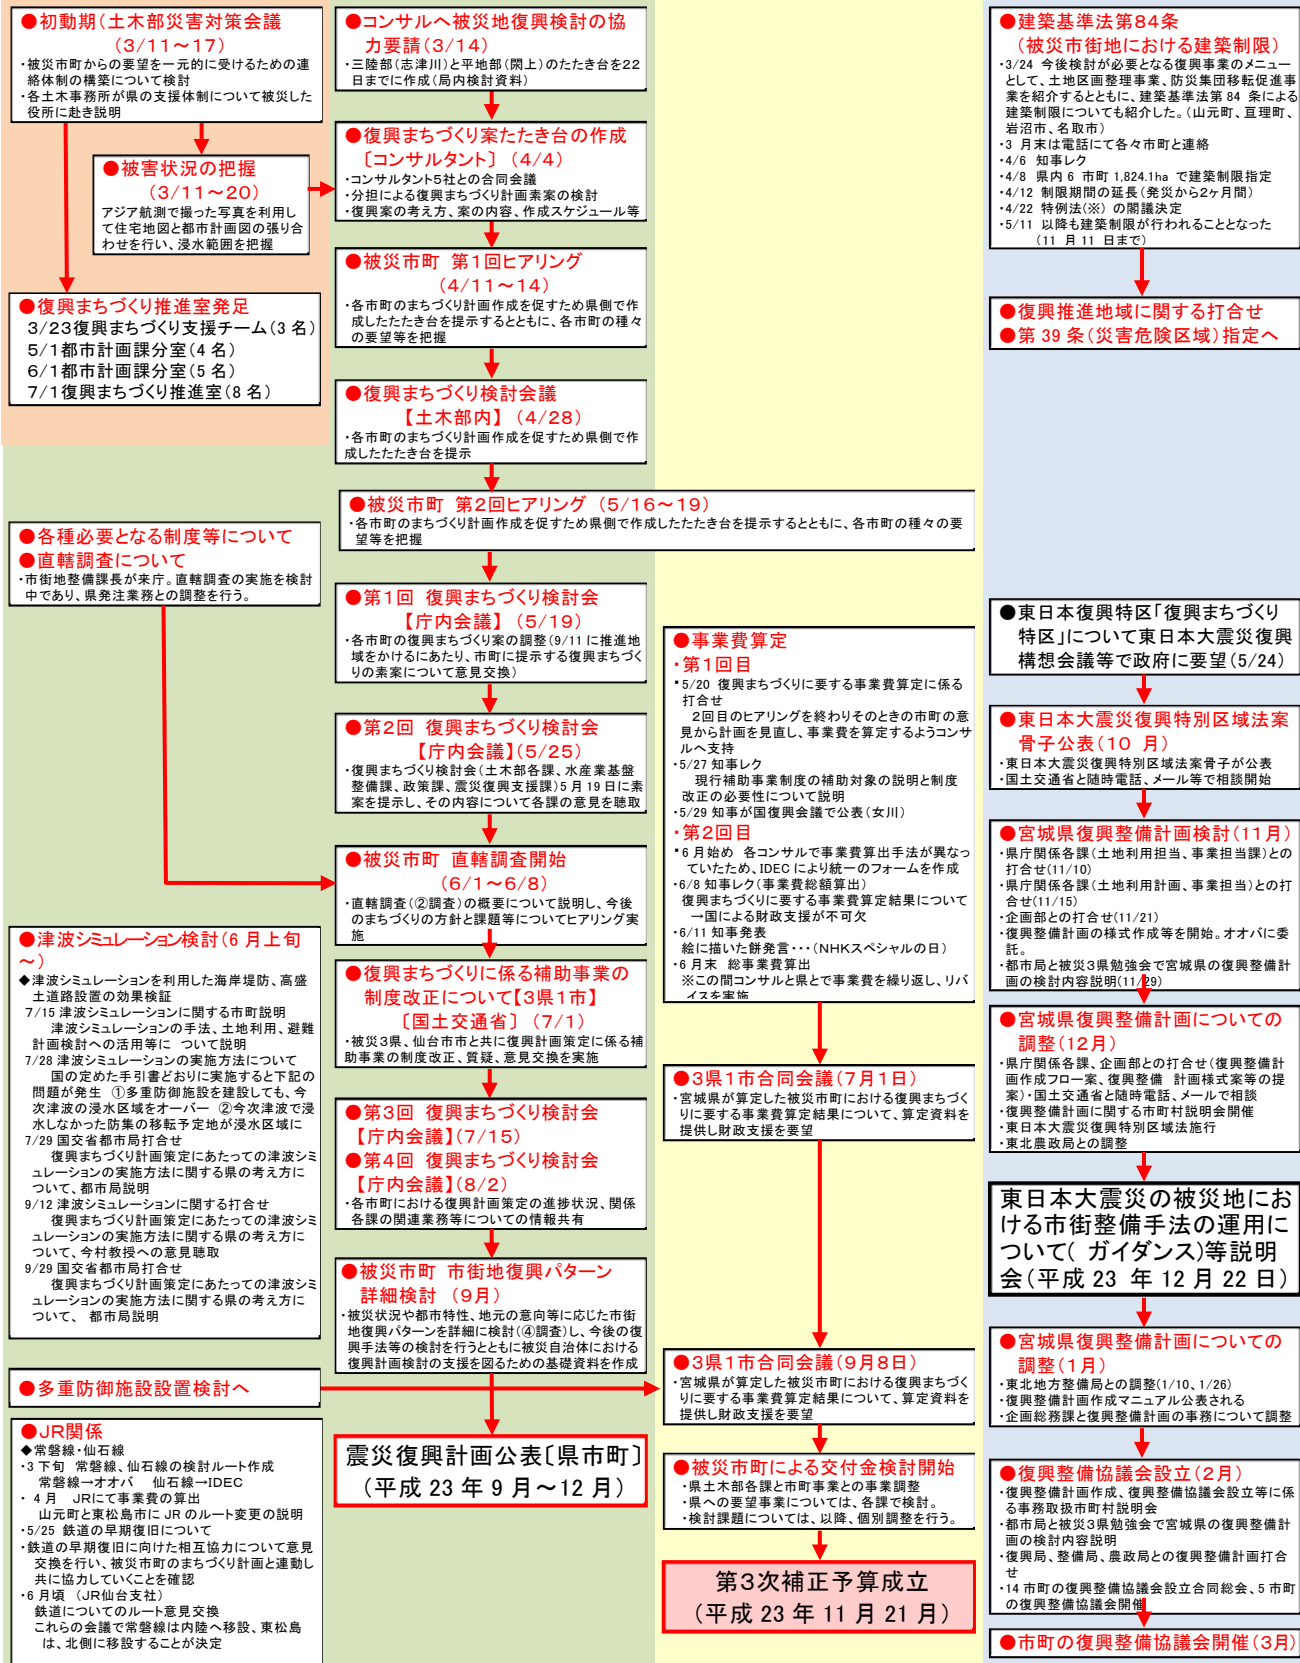 ●初動期(土木部災害対策会議
(3/11～17)
・被災市町からの要望を一元的に受けるための連
絡体制の構築について検討
・各土木事務所が県の支援体制について被災した
役所に赴き説明
●被害状況の把握
(3/11～20)
アジア航測で撮った写真を利用し
て住宅地図と都市計画図の張り合
わせを行い、浸水範囲を把握
●復興まちづくり推進室発足
3/23復興まちづくり支援チーム(3名)
5/1都市計画課分室(4名)
6/1都市計画課分室(5名)
7/1復興まちづくり推進室(8名)
●各種必要となる制度等について
●直轄調査について
・市街地整備課長が来庁。直轄調査の実施を検討
中であり、県発注業務との調整を行う。
●津波シミュレーション検討(6月上旬
～)
◆津波シミュレーションを利用した海岸堤防、高盛
土道路設置の効果検証
7/15 津波シミュレーションに関する市町説明
津波シミュレーションの手法、土地利用、避難
計画検討への活用等に ついて説明
7/28 津波シミュレーションの実施方法について
国の定めた手引書どおりに実施すると下記の
問題が発生 ①多重防御施設を建設しても、今
次津波の浸水区域をオーバー ②今次津波で浸
水しなかった防集の移転予定地が浸水区域に
7/29 国交省都市局打合せ
復興まちづくり計画策定にあたっての津波シミ
ュレーションの実施方法に関する県の考え方に
ついて、都市局説明
9/12 津波シミュレーションに関する打合せ
復興まちづくり計画策定にあたっての津波シミ
ュレーションの実施方法に関する県の考え方に
ついて、今村教授への意見聴取
9/29 国交省都市局打合せ
復興まちづくり計画策定にあたっての津波シミ
ュレーションの実施方法に関する県の考え方に
ついて、 都市局説明
●多重防御施設設置検討へ
●JR関係
◆常磐線・仙石線
・3 下旬 常磐線、仙石線の検討ルート作成
常磐線→オオバ 仙石線→IDEC
・ 4 月 JRにて事業費の算出
山元町と東松島市に JR のルート変更の説明
・5/25 鉄道の早期復旧について
・鉄道の早期復旧に向けた相互協力について意見
交換を行い、被災市町のまちづくり計画と連動し
共に協力していくことを確認
・6 月頃 (JR仙台支社)
鉄道についてのルート意見交換
これらの会議で常磐線は内陸へ移設、東松島
は、北側に移設することが決定
●コンサルへ被災地復興検討の協
力要請(3/14)
・三陸部(志津川)と平地部(閖上)のたたき台を22
日までに作成(局内検討資料)
●復興まちづくり案たたき台の作成
〔コンサルタント〕 (4/4)
・コンサルタント5社との合同会議
・分担による復興まちづくり計画素案の検討
・復興案の考え方、案の内容、作成スケジュール等
●被災市町 第1回ヒアリング
(4/11～14)
・各市町のまちづくり計画作成を促すため県側で作
成したたたき台を提示するとともに、各市町の種々
の要望等を把握
●復興まちづくり検討会議
【土木部内】 (4/28)
・各市町のまちづくり計画作成を促すため県側で作
成したたたき台を提示
●被災市町 第2回ヒアリング (5/16～19)
・各市町のまちづくり計画作成を促すため県側で作成したたたき台を提示するとともに、各市町の種々の要
望等を把握
●第1回 復興まちづくり検討会
【庁内会議】 (5/19)
・各市町の復興まちづくり案の調整(9/11 に推進地
域をかけるにあたり、市町に提示する復興まちづく
りの素案について意見交換)
●第2回 復興まちづくり検討会
【庁内会議】(5/25)
・復興まちづくり検討会(土木部各課、水産業基盤
整備課、政策課、震災復興支援課)5 月 19 日に素
案を提示し、その内容について各課の意見を聴取
●被災市町 直轄調査開始
(6/1～6/8)
・直轄調査(②調査)の概要について説明し、今後
のまちづくりの方針と課題等についてヒアリング実
施
●復興まちづくりに係る補助事業の
制度改正について【3県1市】
〔国土交通省〕 (7/1)
・被災3県、仙台市市と共に復興計画策定に係る補
助事業の制度改正、質疑、意見交換を実施
●第3回 復興まちづくり検討会
【庁内会議】(7/15)
●第4回 復興まちづくり検討会
【庁内会議】(8/2)
・各市町における復興計画策定の進捗状況、関係
各課の関連業務等についての情報共有
●被災市町 市街地復興パターン
詳細検討 (9月)
・被災状況や都市特性、地元の意向等に応じた市街
地復興パターンを詳細に検討(④調査)し、今後の復
興手法等の検討を行うとともに被災自治体における
復興計画検討の支援を図るための基礎資料を作成
震災復興計画公表〔県市町〕
(平成 23 年 9 月～12 月)
●事業費算定
・第1回目
・5/20 復興まちづくりに要する事業費算定に係る
打合せ
2回目のヒアリングを終わりそのときの市町の意
見から計画を見直し、事業費を算定するようコンサ
ルへ支持
・5/27 知事レク
現行補助事業制度の補助対象の説明と制度
改正の必要性について説明
・5/29 知事が国復興会議で公表(女川)
・第2回目
・6 月始め 各コンサルで事業費算出手法が異なっ
ていたため、IDEC により統一のフォームを作成
・6/8 知事レク(事業費総額算出)
復興まちづくりに要する事業費算定結果について
→国による財政支援が不可欠
・6/11 知事発表
絵に描いた餅発言・・・(NHKスペシャルの日)
・6 月末 総事業費算出
※この間コンサルと県とで事業費を繰り返し、リバ
イスを実施
●3県1市合同会議(7月1日)
・宮城県が算定した被災市町における復興まちづく
りに要する事業費算定結果について、算定資料を
提供し財政支援を要望
●3県1市合同会議(9月8日)
・宮城県が算定した被災市町における復興まちづく
りに要する事業費算定結果について、算定資料を
提供し財政支援を要望
●被災市町による交付金検討開始
・県土木部各課と市町事業との事業調整
・県への要望事業については、各課で検討。
・検討課題については、以降、個別調整を行う。
第3次補正予算成立
(平成 23 年 11 月 21 月)
●建築基準法第84条
(被災市街地における建築制限)
・3/24 今後検討が必要となる復興事業のメニュー
として、土地区画整理事業、防災集団移転促進事
業を紹介するとともに、建築基準法第 84 条による
建築制限についても紹介した。(山元町、亘理町、
岩沼市、名取市)
・3 月末は電話にて各々市町と連絡
・4/6 知事レク
・4/8 県内 6 市町 1,824.1ha で建築制限指定
・4/12 制限期間の延長(発災から2ヶ月間)
・4/22 特例法(※) の閣議決定
・5/11 以降も建築制限が行われることとなった
(11 月 11 日まで)
●復興推進地域に関する打合せ
●第 39 条(災害危険区域)指定へ
●東日本復興特区「復興まちづくり
特区」について東日本大震災復興
構想会議等で政府に要望(5/24)
●東日本大震災復興特別区域法案
骨子公表(10 月)
・東日本大震災復興特別区域法案骨子が公表
・国土交通省と随時電話、メール等で相談開始
●宮城県復興整備計画検討(11月)
・県庁関係各課(土地利用担当、事業担当課)との
打合せ(11/10)
・県庁関係各課(土地利用計画、事業担当)との打
合せ(11/15)
・企画部との打合せ(11/21)
・復興整備計画の様式作成等を開始。オオバに委
託。
・都市局と被災3県勉強会で宮城県の復興整備計
画の検討内容説明(11/29)
●宮城県復興整備計画についての
調整(12月)
・県庁関係各課、企画部との打合せ(復興整備計
画作成フロー案、復興整備 計画様式案等の提
案)・国土交通省と随時電話、メールで相談
・復興整備計画に関する市町村説明会開催
・東日本大震災復興特別区域法施行
・東北農政局との調整
東日本大震災の被災地にお
ける市街整備手法の運用に
ついて( ガイダンス)等説明
会(平成 23 年 12 月 22 日)
●宮城県復興整備計画についての
調整(1月)
・東北地方整備局との調整(1/10、1/26)
・復興整備計画作成マニュアル公表される
・企画総務課と復興整備計画の事務について調整
●復興整備協議会設立(2月)
・復興整備計画作成、復興整備協議会設立等に係
る事務取扱市町村説明会
・都市局と被災3県勉強会で宮城県の復興整備計
画の検討内容説明
・復興局、整備局、農政局との復興整備計画打合
せ
・14 市町の復興整備協議会設立合同総会、5 市町
の復興整備協議会開催
●市町の復興整備協議会開催(3月)